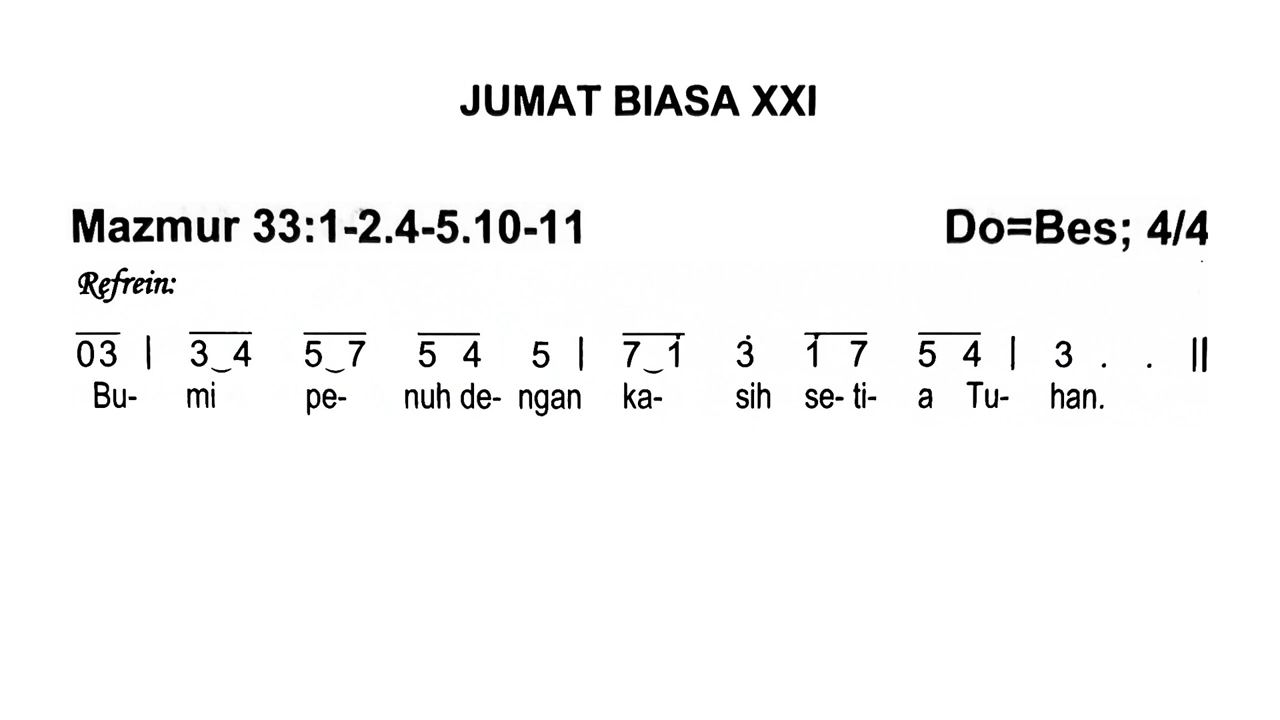 JUMAT BIASA XXI
Mazmur 33:1-2.4-5.10-11 Do=Bes; 4/4
Refrein:
03 | 3 4 5 7 5 4 5 | 7 1̇ 3̇ 1̇ 7 5 4 | 3 . . ||
Bu- mi pe- nuh de- ngan ka- sih se- ti- a Tu- han.